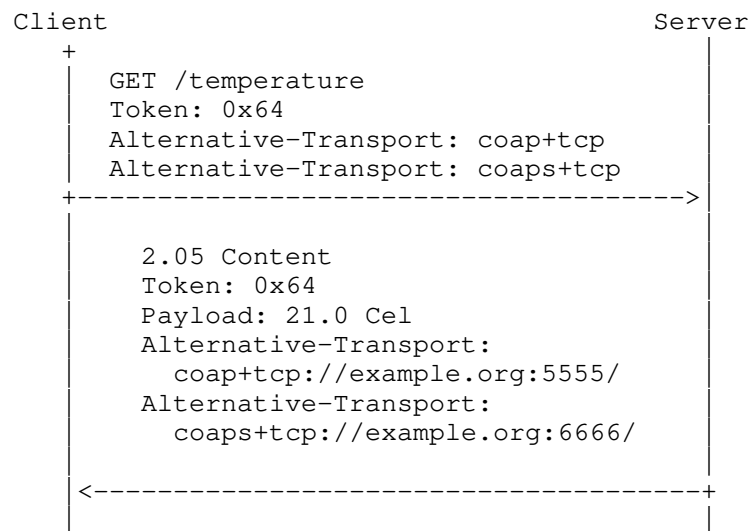 Client Server
GET /temperature
Token: 0x64
Alternative-Transport: coap+tcp
Alternative-Transport: coaps+tcp
2.05 Content
Token: 0x64
Payload: 21.0 Cel
Alternative-Transport:
coap+tcp://example.org:5555/
Alternative-Transport:
coaps+tcp://example.org:6666/